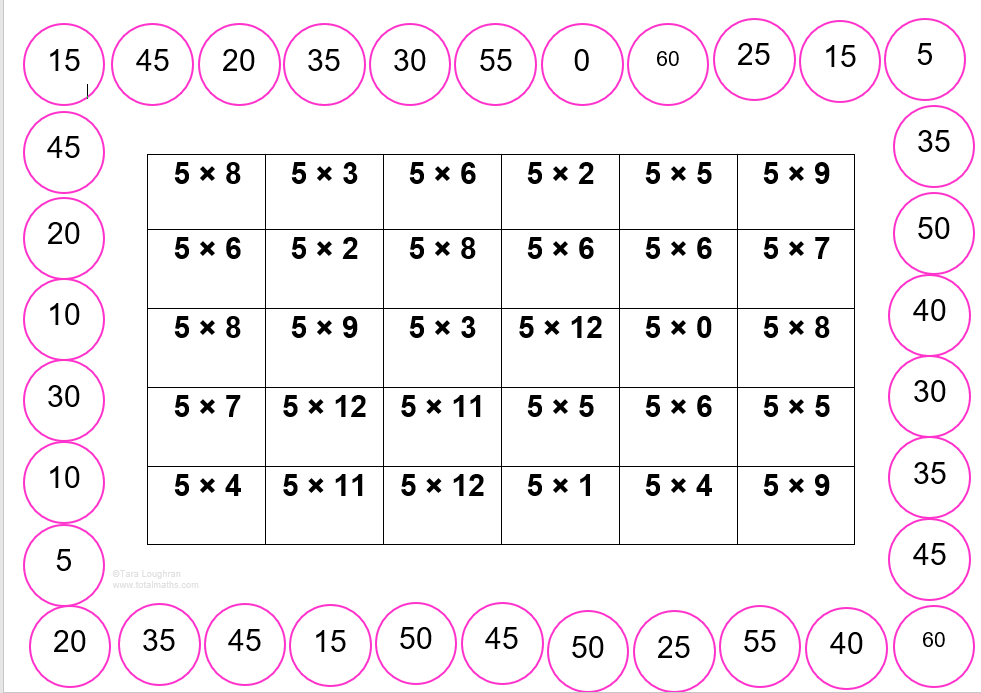 15 45 20 35 30 55 0 60 25 15 5
45 35
5 × 8 5 × 3 5 × 6 5 × 2 5 × 5 5 × 9
20 50
5 × 6 5 × 2 5 × 8 5 × 6 5 × 6 5 × 7
10 40
5 × 8 5 × 9 5 × 3 5 × 12 5 × 0 5 × 8
30 30
5 × 7 5 × 12 5 × 11 5 × 5 5 × 6 5 × 5
10 35
5 × 4 5 × 11 5 × 12 5 × 1 5 × 4 5 × 9
5 45
©Tara Loughran
www.totalmaths.com
20 35 45 15 50 45 50 25 55 40 60